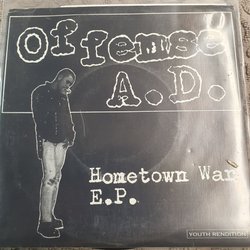 Offense
A.D.
Hometown War
E.P.
YOUTH RENDITION